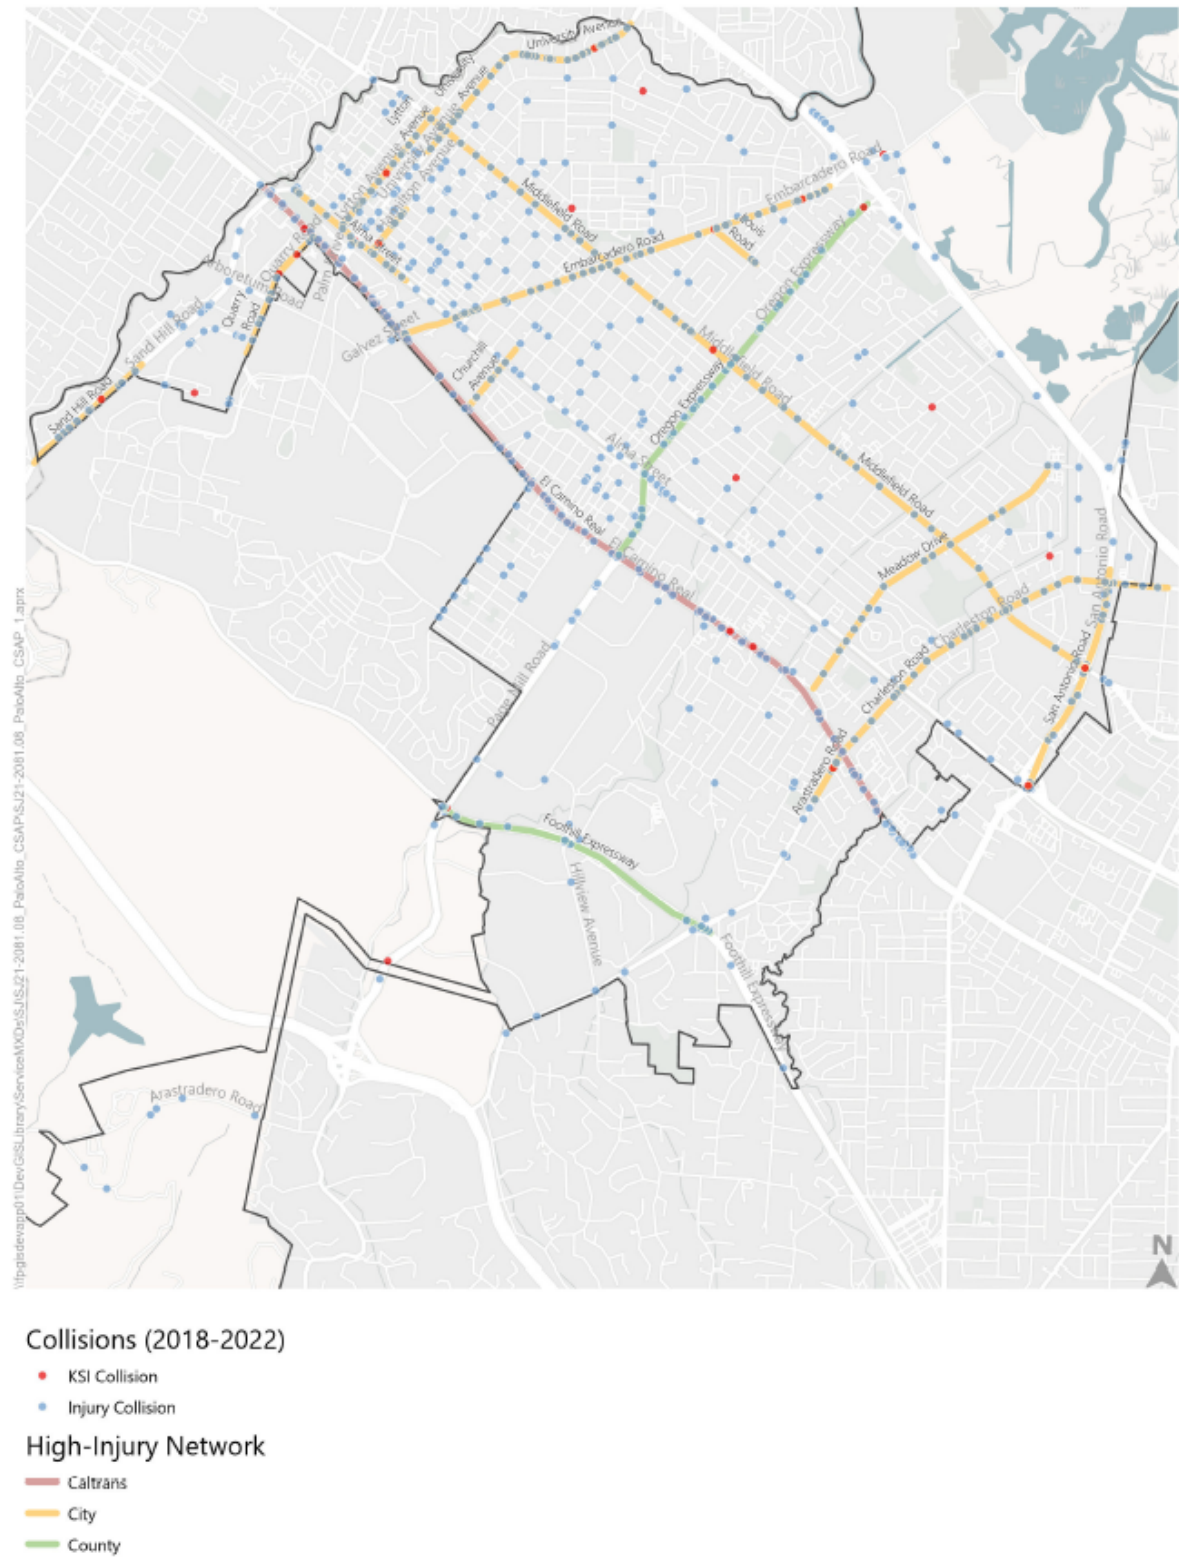 University Avenue
University
Lytton
Avenue
Lytton Avenue
University Avenue
Hamilton Avenue
Embarcadero Road
Middlefield Road
Louis
Road
Alma Street
Embarcadero Road
Quarry Road
Arboretum Road
Palm
Oregon Expressway
Quarry
Road
Sand Hill Road
Galvez Street
Churchill
Avenue
Middlefield Road
Oregon Expressway
Sand Hill Road
Alma Street
Middlefield Road
El Camino Real
El Camino Real
Meadow Drive
San Antonio Road
Charleston Road
Page Mill Road
Charleston Road
San Antonio Road
Arastradero Road
Foothill Expressway
Hillview Avenue
Foothill Expressway
Arastradero Road
N
Collisions (2018-2022)
KSI Collision
Injury Collision
High-Injury Network
Caltrans
City
County